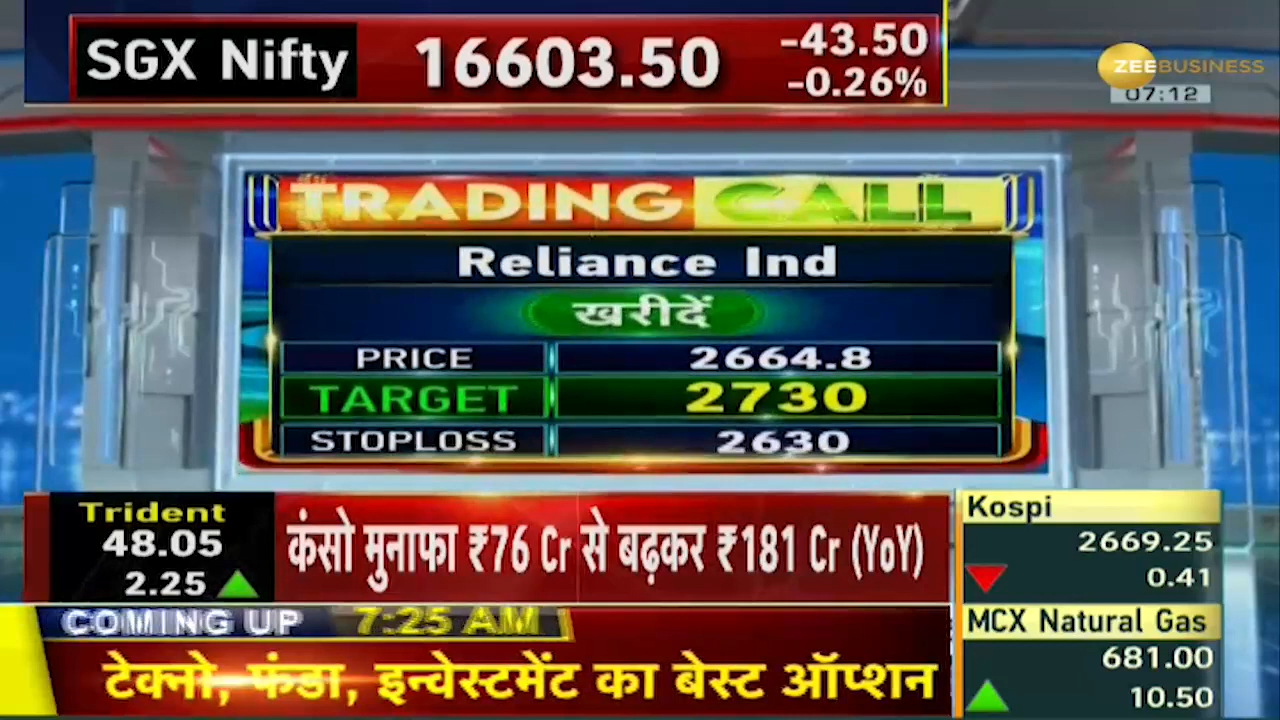 SGX Nifty 16603.50 -43.50
-0.26%
ZEEBUSINESS
07:12
TRADING CALL
Reliance Ind
खरीदें
PRICE 2664.8
TARGET 2730
STOPLOSS 2630
Trident
48.05
2.25
कंसो मुनाफा ₹76 Cr से बढ़कर ₹181 Cr (YoY)
Kospi
2669.25
0.41
MCX Natural Gas
681.00
10.50
COMING UP 7:25 AM
टेक्नो, फंडा, इन्वेस्टमेंट का बेस्ट ऑप्शन